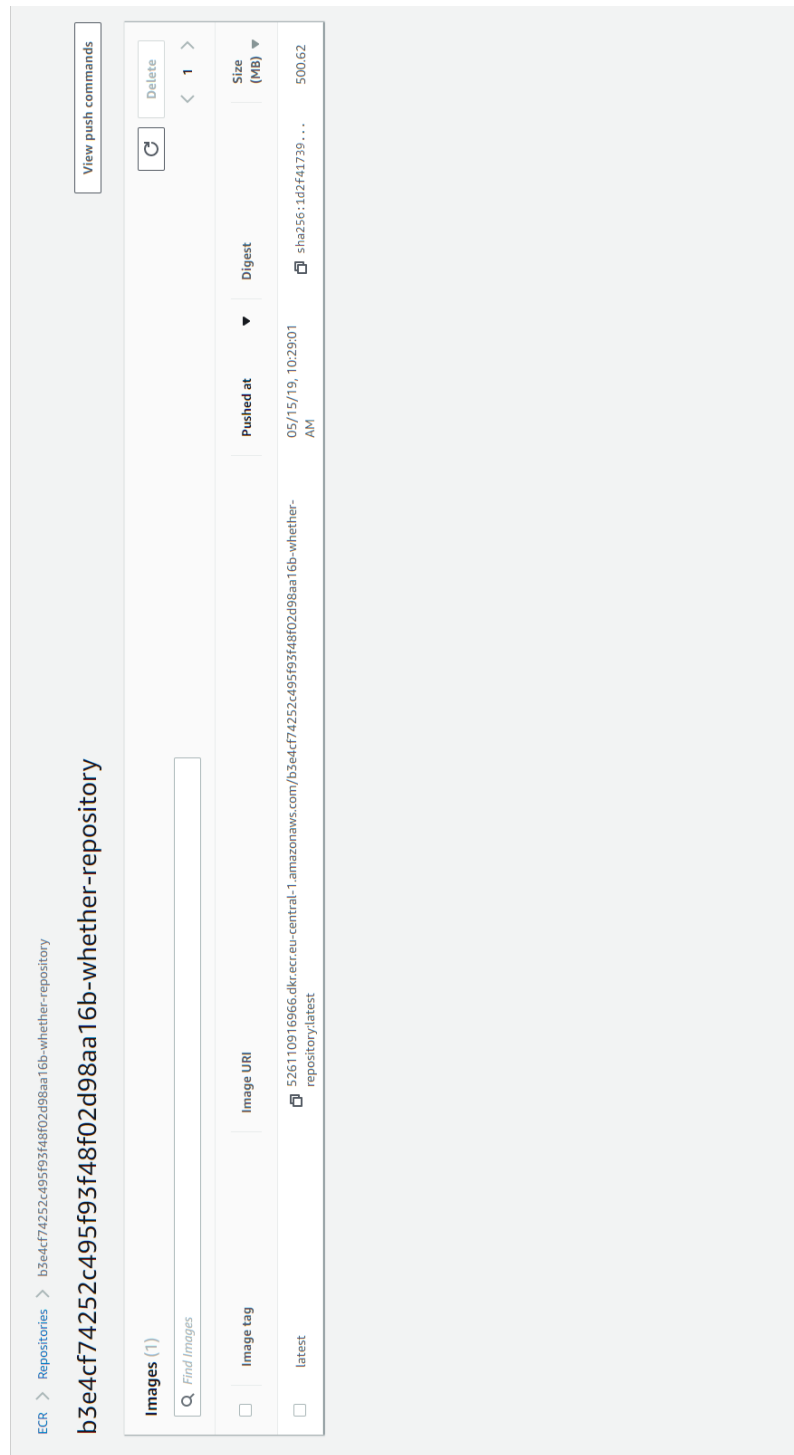 ECR > Repositories > b3e4cf74252c495f93f48f02d98aa16b-whether-repository
b3e4cf74252c495f93f48f02d98aa16b-whether-repository
View push commands
Images (1)
Delete
Find Images
1
Image tag
Image URI
Pushed at
Digest
Size
(MB)
latest
526110916966.dkr.ecr.eu-central-1.amazonaws.com/b3e4cf74252c495f93f48f02d98aa16b-whether-
repository:latest
05/15/19, 10:29:01
AM
sha256:1d2f41739...
500.62